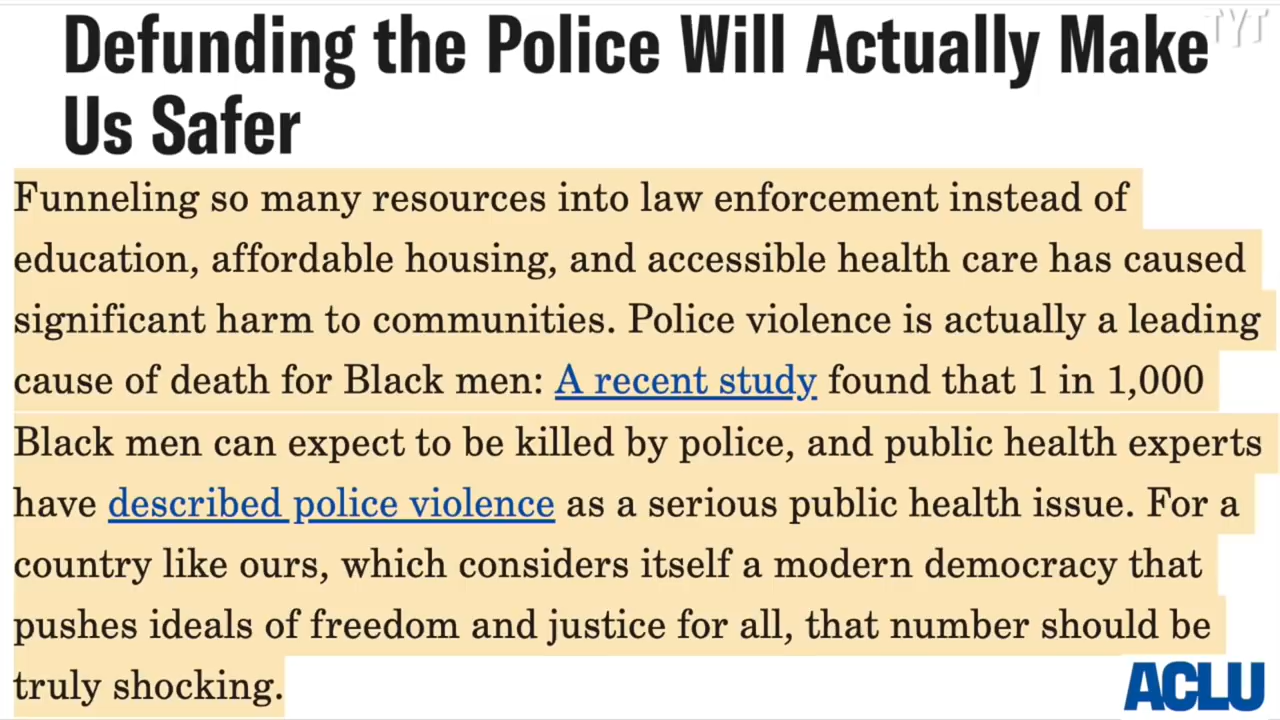 Defunding the Police Will Actually Make
Us Safer
TYT
Funneling so many resources into law enforcement instead of
education, affordable housing, and accessible health care has caused
significant harm to communities. Police violence is actually a leading
cause of death for Black men: A recent study found that 1 in 1,000
Black men can expect to be killed by police, and public health experts
have described police violence as a serious public health issue. For a
country like ours, which considers itself a modern democracy that
pushes ideals of freedom and justice for all, that number should be
truly shocking.
ACLU